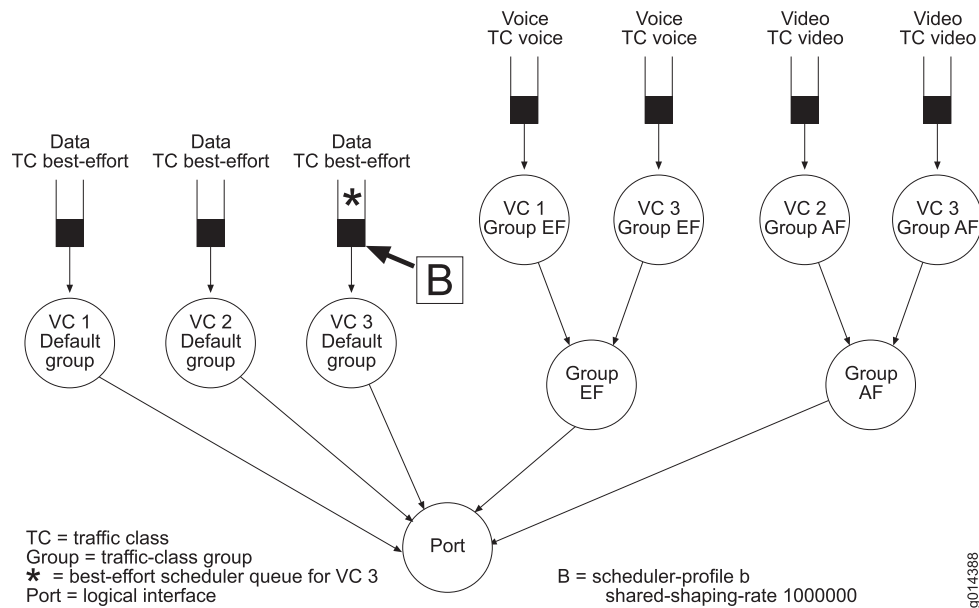 Voice
TC voice
Voice
TC voice
Video
TC video
Video
TC video
Data
TC best-effort
Data
TC best-effort
Data
TC best-effort
*
B
VC 1
Group EF
VC 3
Group EF
VC 2
Group AF
VC 3
Group AF
VC 1
Default
group
VC 2
Default
group
VC 3
Default
group
Group
EF
Group
AF
Port
TC = traffic class
Group = traffic-class group
* = best-effort scheduler queue for VC 3
Port = logical interface
B = scheduler-profile b
shared-shaping-rate 1000000
g014388